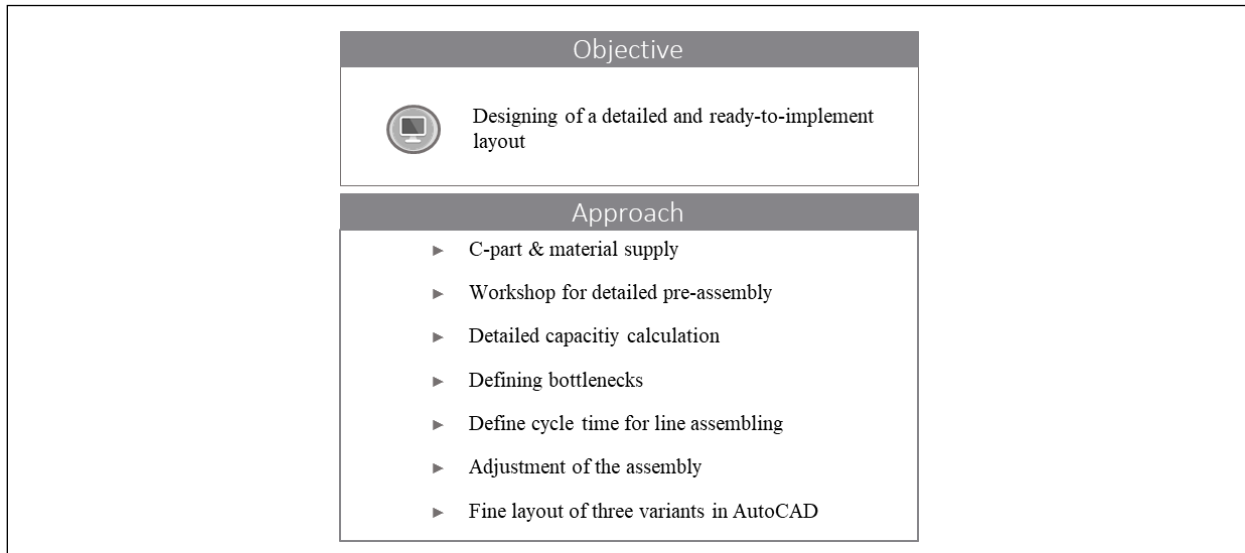 Objective
Designing of a detailed and ready-to-implement
layout
Approach
► C-part & material supply
► Workshop for detailed pre-assembly
► Detailed capacitiy calculation
► Defining bottlenecks
► Define cycle time for line assembling
► Adjustment of the assembly
► Fine layout of three variants in AutoCAD